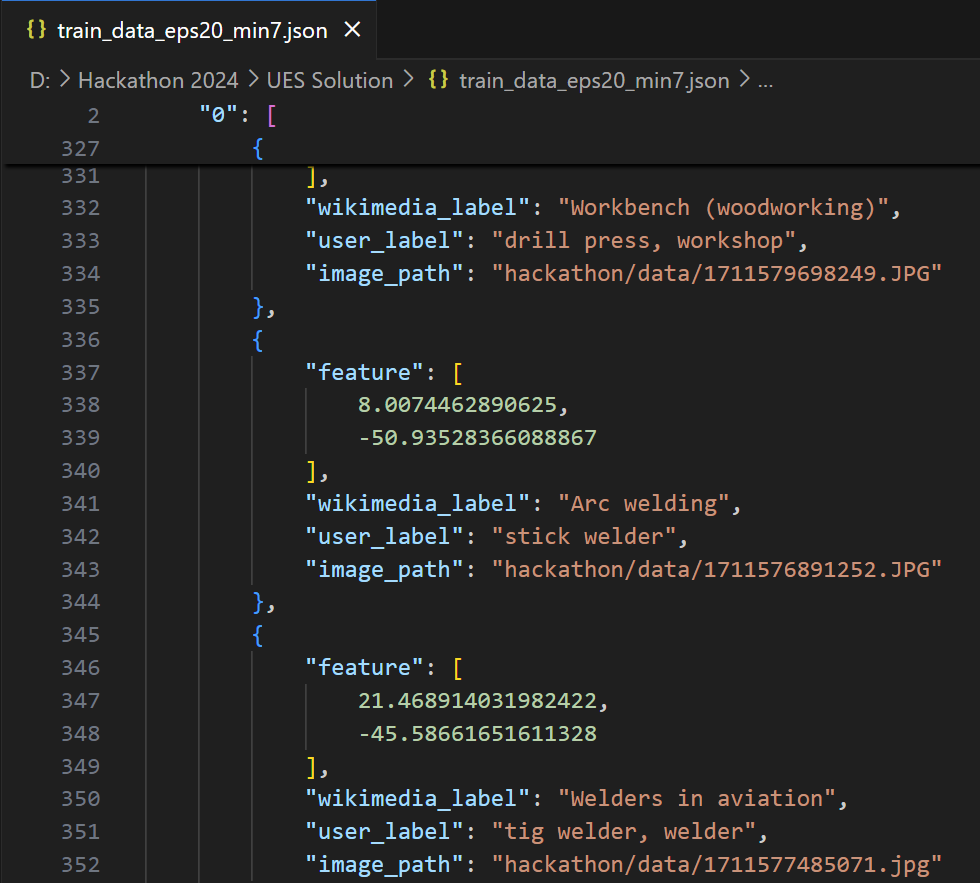 {} train_data_eps20_min7.json ×
D: > Hackathon 2024 > UES Solution > {} train_data_eps20_min7.json > ...
2 "0": [
327 {
331 ],
332 "wikimedia_label": "Workbench (woodworking)",
333 "user_label": "drill press, workshop",
334 "image_path": "hackathon/data/1711579698249.JPG"
335 },
336 {
337 "feature": [
338 8.0074462890625,
339 -50.93528366088867
340 ],
341 "wikimedia_label": "Arc welding",
342 "user_label": "stick welder",
343 "image_path": "hackathon/data/1711576891252.JPG"
344 },
345 {
346 "feature": [
347 21.468914031982422,
348 -45.58661651611328
349 ],
350 "wikimedia_label": "Welders in aviation",
351 "user_label": "tig welder, welder",
352 "image_path": "hackathon/data/1711577485071.jpg"